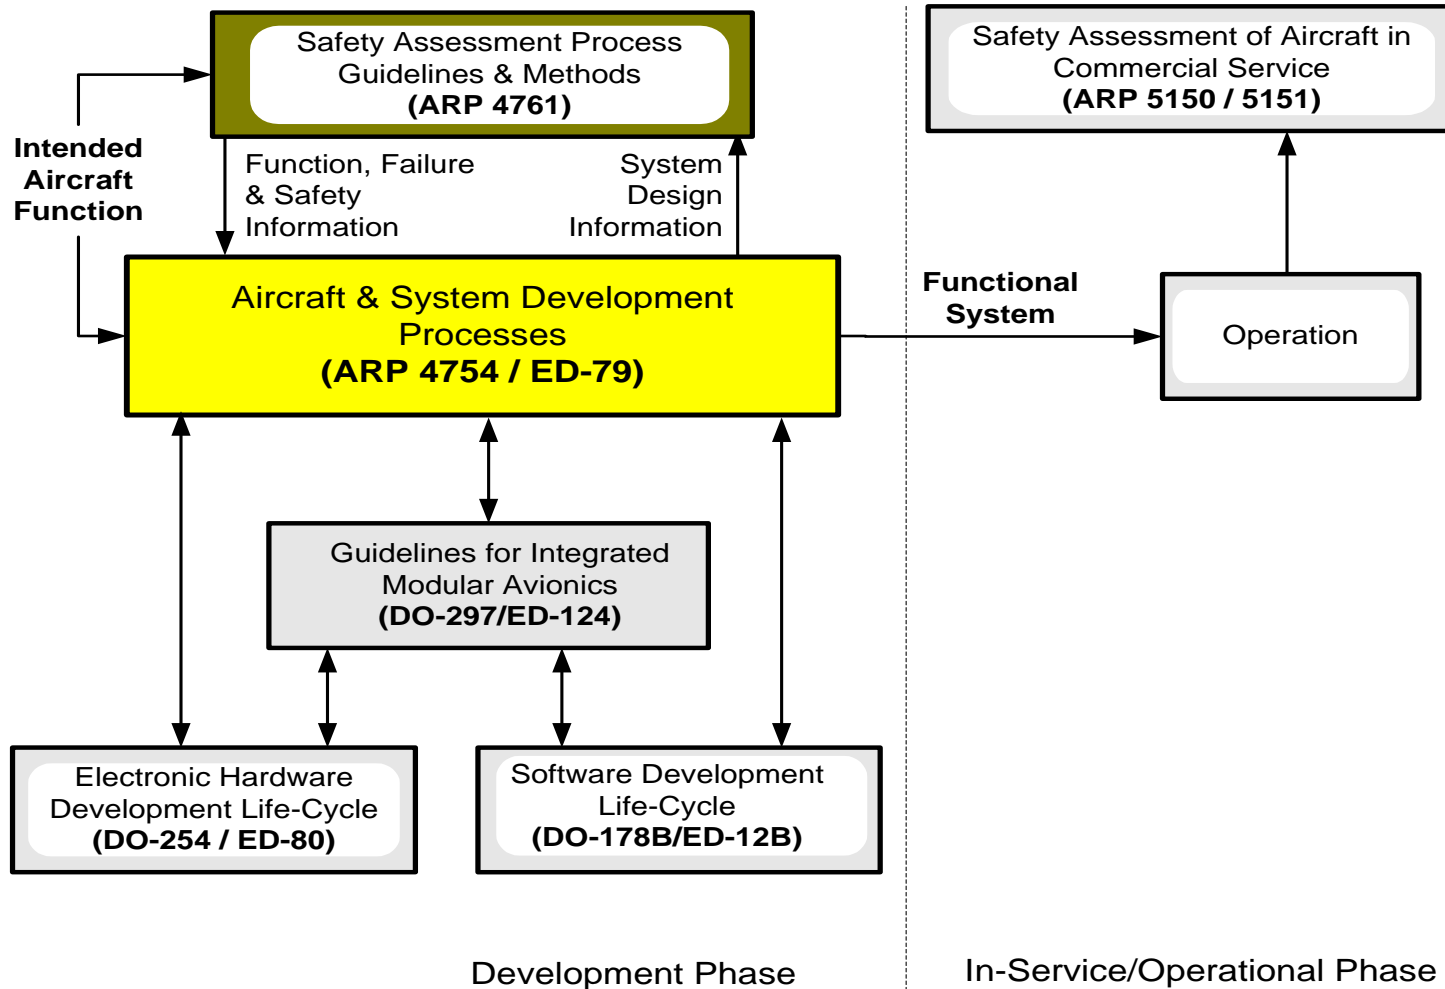 Safety Assessment Process
Guidelines & Methods
(ARP 4761)
Safety Assessment of Aircraft in
Commercial Service
(ARP 5150 / 5151)
Intended
Aircraft
Function
Function, Failure
& Safety
Information
System
Design
Information
Aircraft & System Development
Processes
(ARP 4754 / ED-79)
Functional
System
Operation
Guidelines for Integrated
Modular Avionics
(DO-297/ED-124)
Electronic Hardware
Development Life-Cycle
(DO-254 / ED-80)
Software Development
Life-Cycle
(DO-178B/ED-12B)
Development Phase
In-Service/Operational Phase